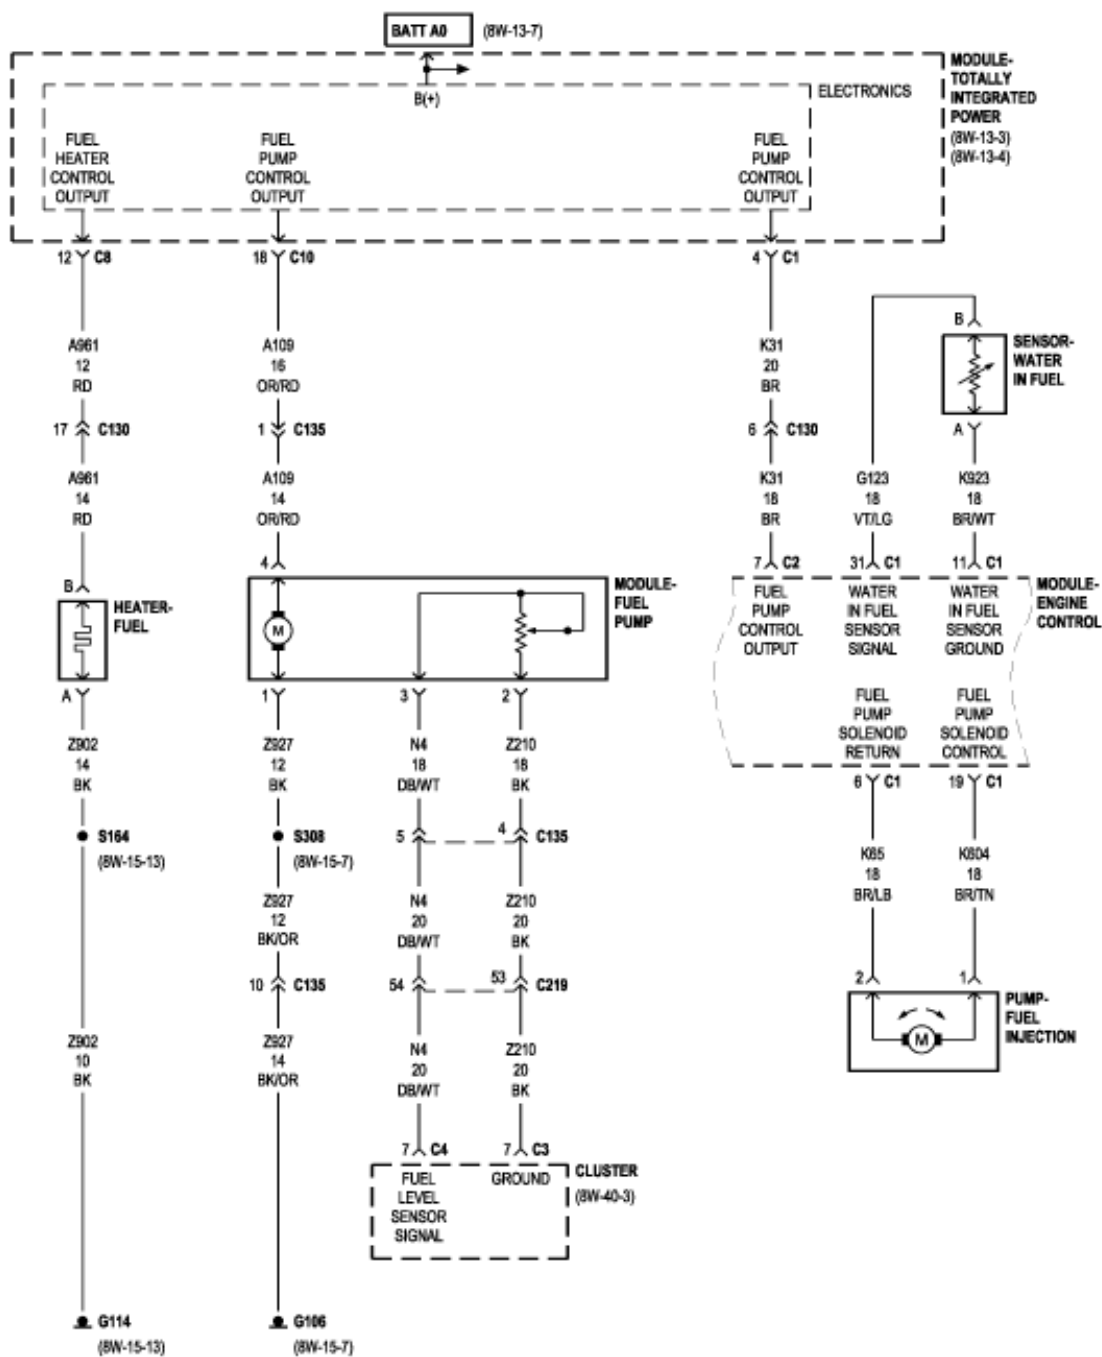 BATT A0 (8W-13-7)
MODULE-
TOTALLY
INTEGRATED
POWER
(8W-13-3)
(8W-13-4)
B(+)
ELECTRONICS
FUEL
HEATER
CONTROL
OUTPUT
FUEL
PUMP
CONTROL
OUTPUT
FUEL
PUMP
CONTROL
OUTPUT
12 C8
18 C10
4 C1
A961
12
RD
A109
16
OR/RD
K31
20
BR
B
SENSOR-
WATER
IN FUEL
A
17 C130
1 C135
6 C130
A961
14
RD
A109
14
OR/RD
K31
18
BR
G123
18
VT/LG
K923
18
BR/WT
B
4
7 C2
31 C1
11 C1
HEATER-
FUEL
M
MODULE-
FUEL
PUMP
FUEL
PUMP
CONTROL
OUTPUT
WATER
IN FUEL
SENSOR
SIGNAL
WATER
IN FUEL
SENSOR
GROUND
MODULE-
ENGINE
CONTROL
FUEL
PUMP
SOLENOID
RETURN
FUEL
PUMP
SOLENOID
CONTROL
A
1
3
2
Z902
14
BK
Z927
12
BK
N4
18
DB/WT
Z210
18
BK
6 C1
19 C1
S164
(8W-15-13)
S308
(8W-15-7)
5
4 C135
K65
18
BR/LB
K604
18
BR/TN
Z927
12
BK/OR
N4
20
DB/WT
Z210
20
BK
10 C135
54
53 C219
2
1
M
PUMP-
FUEL
INJECTION
Z902
10
BK
Z927
14
BK/OR
N4
20
DB/WT
Z210
20
BK
7 C4
7 C3
FUEL
LEVEL
SENSOR
SIGNAL
GROUND
CLUSTER
(8W-40-3)
G114
(8W-15-13)
G106
(8W-15-7)